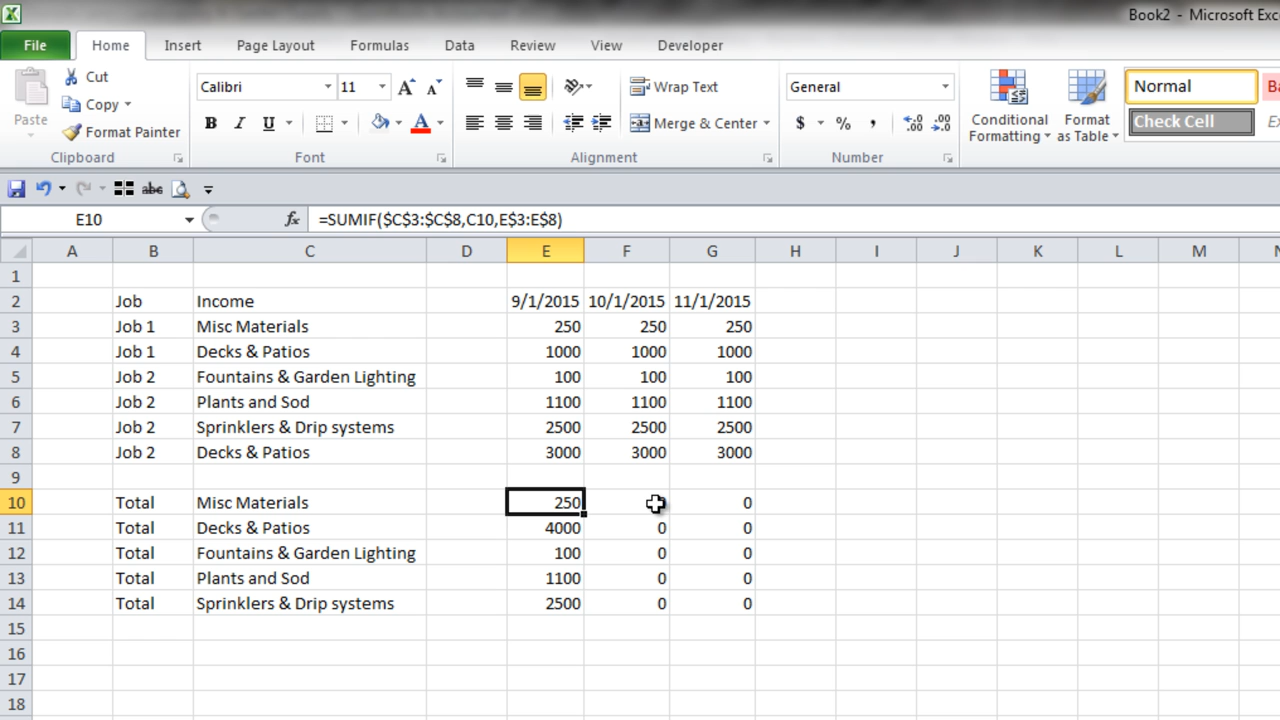 Book2 - Microsoft Exc
File Home Insert Page Layout Formulas Data Review View Developer
Paste
Cut
Copy
Format Painter
Clipboard
Calibri 11
B I U
Font
Wrap Text
Merge & Center
Alignment
General
$ % , .00
Number
Conditional Formatting
Format as Table
Normal
Check Cell
Ba
Ex
abc
E10 fx =SUMIF($C$3:$C$8,C10,E$3:E$8)
A B C D E F G H I J K L M N
1
2 Job Income 9/1/2015 10/1/2015 11/1/2015
3 Job 1 Misc Materials 250 250 250
4 Job 1 Decks & Patios 1000 1000 1000
5 Job 2 Fountains & Garden Lighting 100 100 100
6 Job 2 Plants and Sod 1100 1100 1100
7 Job 2 Sprinklers & Drip systems 2500 2500 2500
8 Job 2 Decks & Patios 3000 3000 3000
9
10 Total Misc Materials 250 0
11 Total Decks & Patios 4000 0 0
12 Total Fountains & Garden Lighting 100 0 0
13 Total Plants and Sod 1100 0 0
14 Total Sprinklers & Drip systems 2500 0 0
15
16
17
18